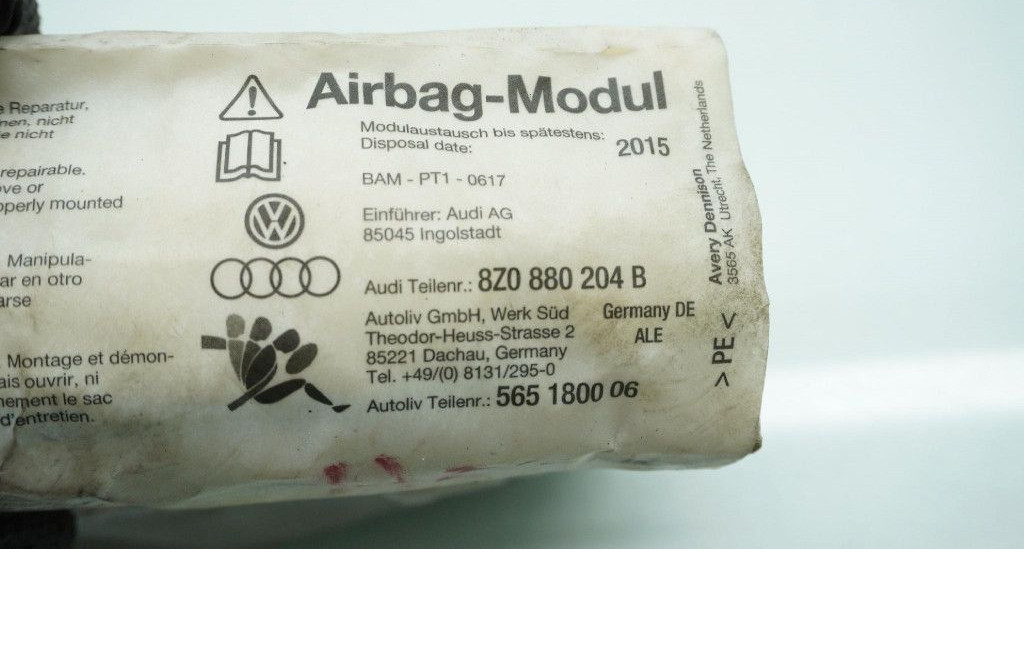 Reparatur,
nicht
e nicht
repairable.
ve or
operly mounted
Manipula-
ar en otro
arse
Montage et démon-
ais ouvrir, ni
nement le sac
d'entretien.
Airbag-Modul
Modulaustausch bis spätestens:
Disposal date: 2015
BAM - PT1 - 0617
Einführer: Audi AG
85045 Ingolstadt
Audi Teilenr.: 8Z0 880 204 B
Autoliv GmbH, Werk Süd
Theodor-Heuss-Strasse 2
85221 Dachau, Germany
Tel. +49/(0) 8131/295-0
Autoliv Teilenr.: 565 1800 06
Germany DE
ALE
Avery Dennison
3565 AK Utrecht, The Netherlands
> PE <